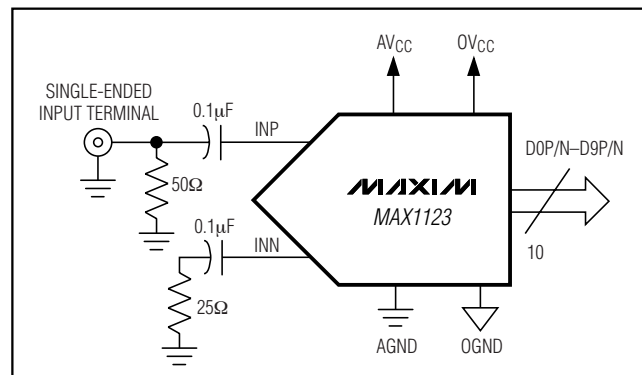 AVCC
OVCC
SINGLE-ENDED
INPUT TERMINAL
0.1µF
INP
D0P/N–D9P/N
50Ω
MAXIM
MAX1123
0.1µF
INN
10
25Ω
AGND
OGND